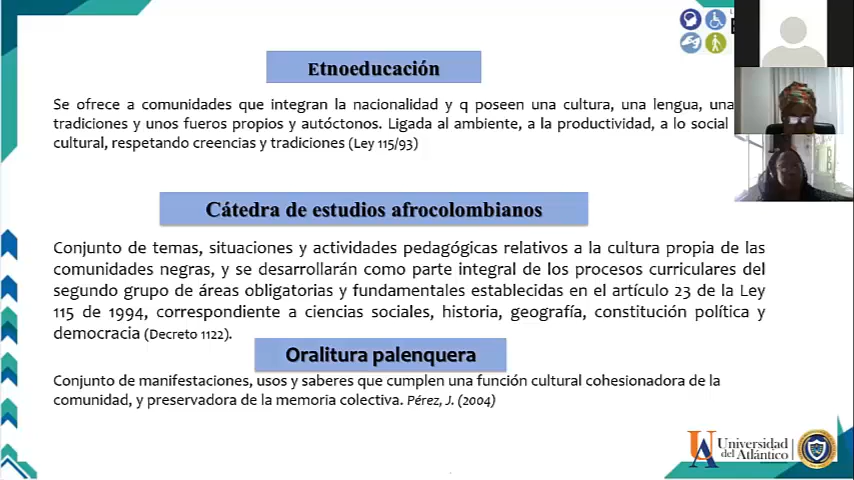 Etnoeducación
Se ofrece a comunidades que integran la nacionalidad y q poseen una cultura, una lengua, una
tradiciones y unos fueros propios y autóctonos. Ligada al ambiente, a la productividad, a lo social
cultural, respetando creencias y tradiciones (Ley 115/93)
Cátedra de estudios afrocolombianos
Conjunto de temas, situaciones y actividades pedagógicas relativos a la cultura propia de las
comunidades negras, y se desarrollarán como parte integral de los procesos curriculares del
segundo grupo de áreas obligatorias y fundamentales establecidas en el artículo 23 de la Ley
115 de 1994, correspondiente a ciencias sociales, historia, geografía, constitución política y
democracia (Decreto 1122).
Oralitura palenquera
Conjunto de manifestaciones, usos y saberes que cumplen una función cultural cohesionadora de la
comunidad, y preservadora de la memoria colectiva. Pérez, J. (2004)
Universidad
del Atlántico